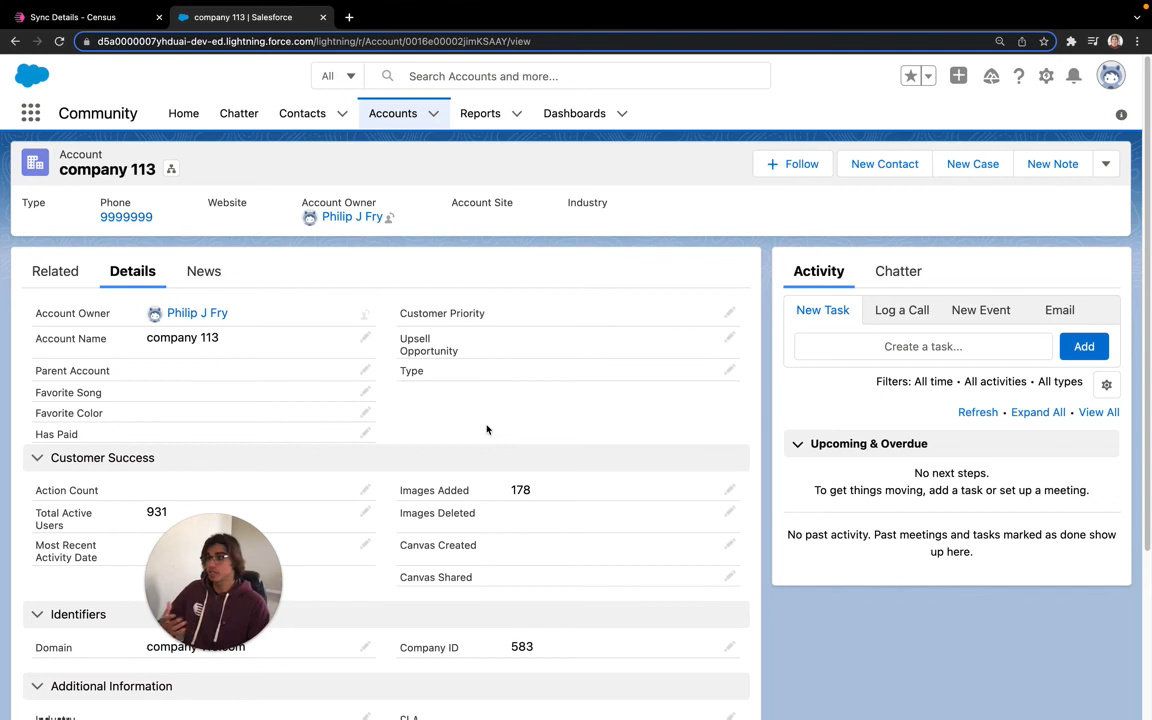 Sync Details - Census
company 113 | Salesforce
d5a0000007yhduai-dev-ed.lightning.force.com/lightning/r/Account/0016e00002jimKSAAY/view
All
Search Accounts and more...
Community
Home
Chatter
Contacts
Accounts
Reports
Dashboards
Account
company 113
Follow
New Contact
New Case
New Note
Type
Phone
9999999
Website
Account Owner
Philip J Fry
Account Site
Industry
Related
Details
News
Account Owner
Philip J Fry
Customer Priority
Account Name
company 113
Upsell
Opportunity
Parent Account
Type
Favorite Song
Favorite Color
Has Paid
Customer Success
Action Count
Images Added
178
Total Active
Users
931
Images Deleted
Most Recent
Activity Date
Canvas Created
Canvas Shared
Identifiers
Domain
Company ID
583
Additional Information
Industry
SLA
Activity
Chatter
New Task
Log a Call
New Event
Email
Create a task...
Add
Filters: All time • All activities • All types
Refresh • Expand All • View All
Upcoming & Overdue
No next steps.
To get things moving, add a task or set up a meeting.
No past activity. Past meetings and tasks marked as done show
up here.